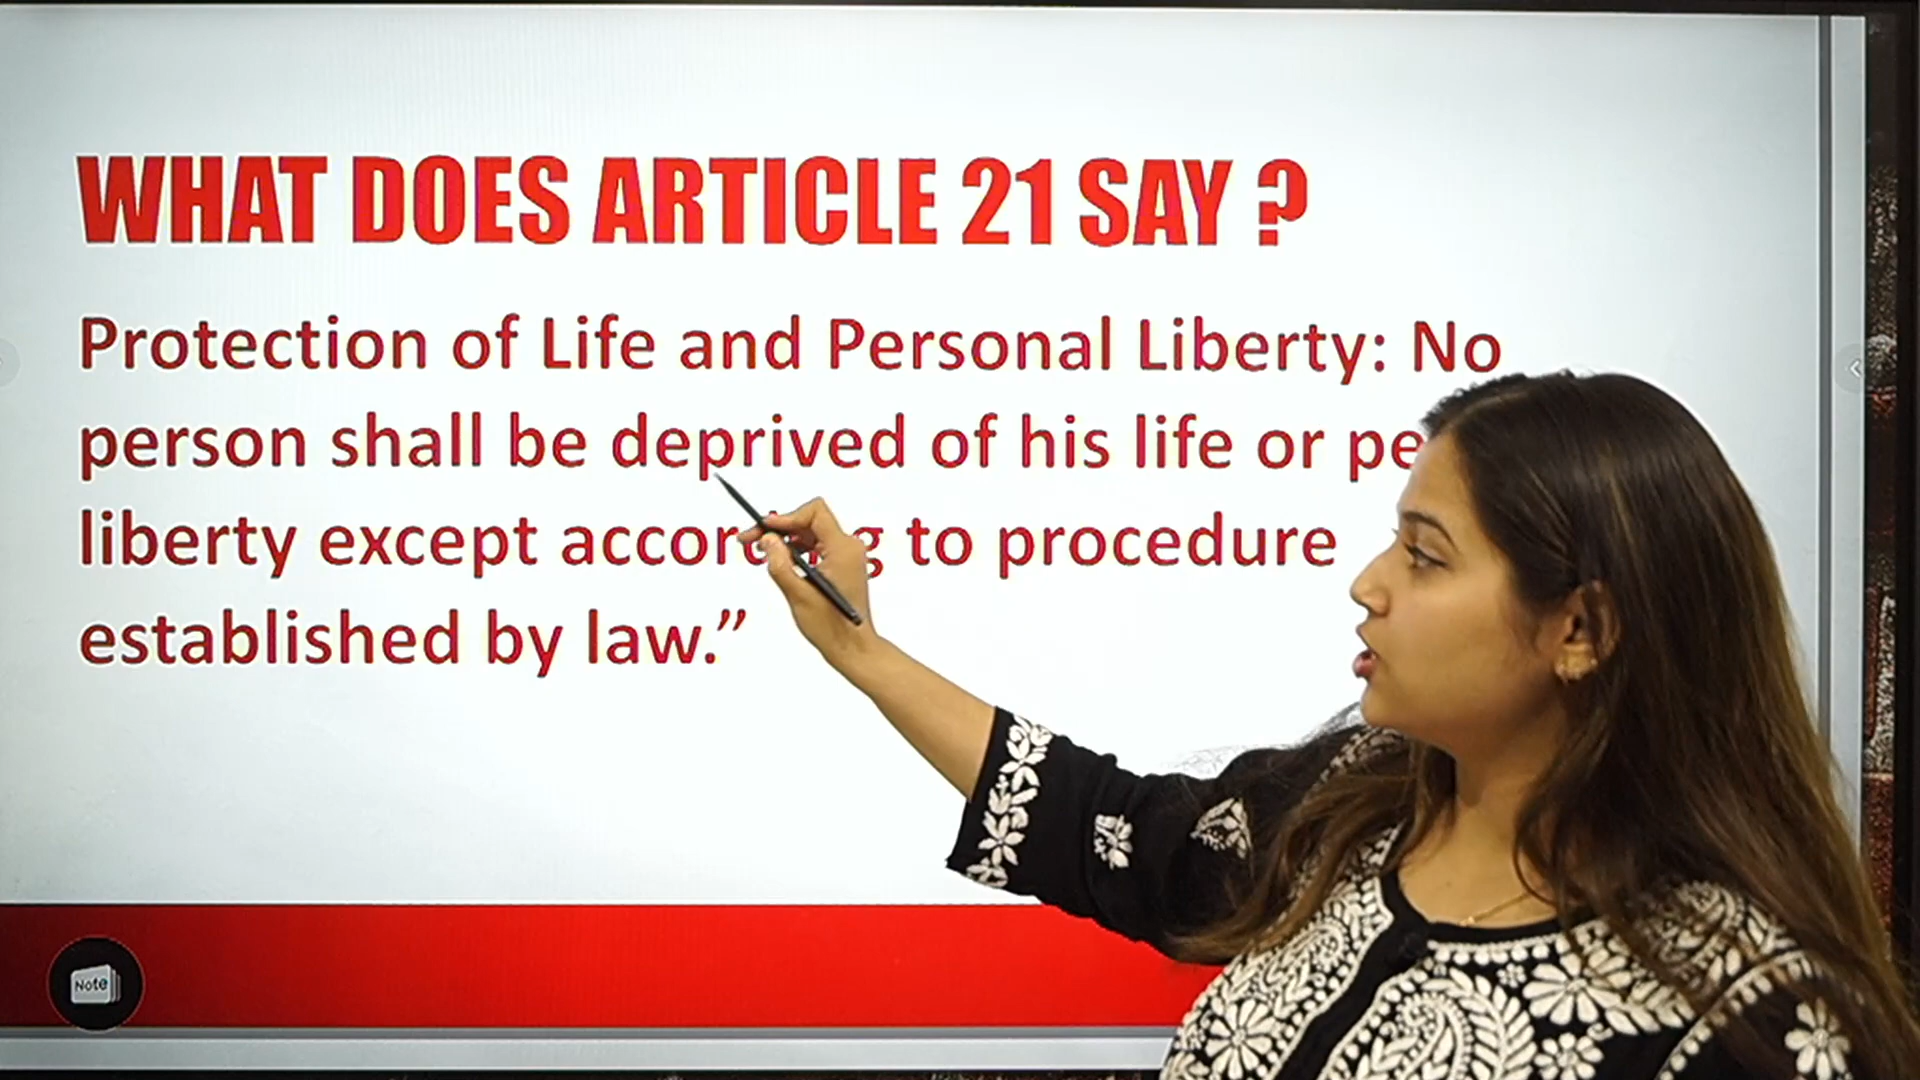 WHAT DOES ARTICLE 21 SAY ?
Protection of Life and Personal Liberty: No
person shall be deprived of his life or
liberty except according to procedure
established by law.”
Note